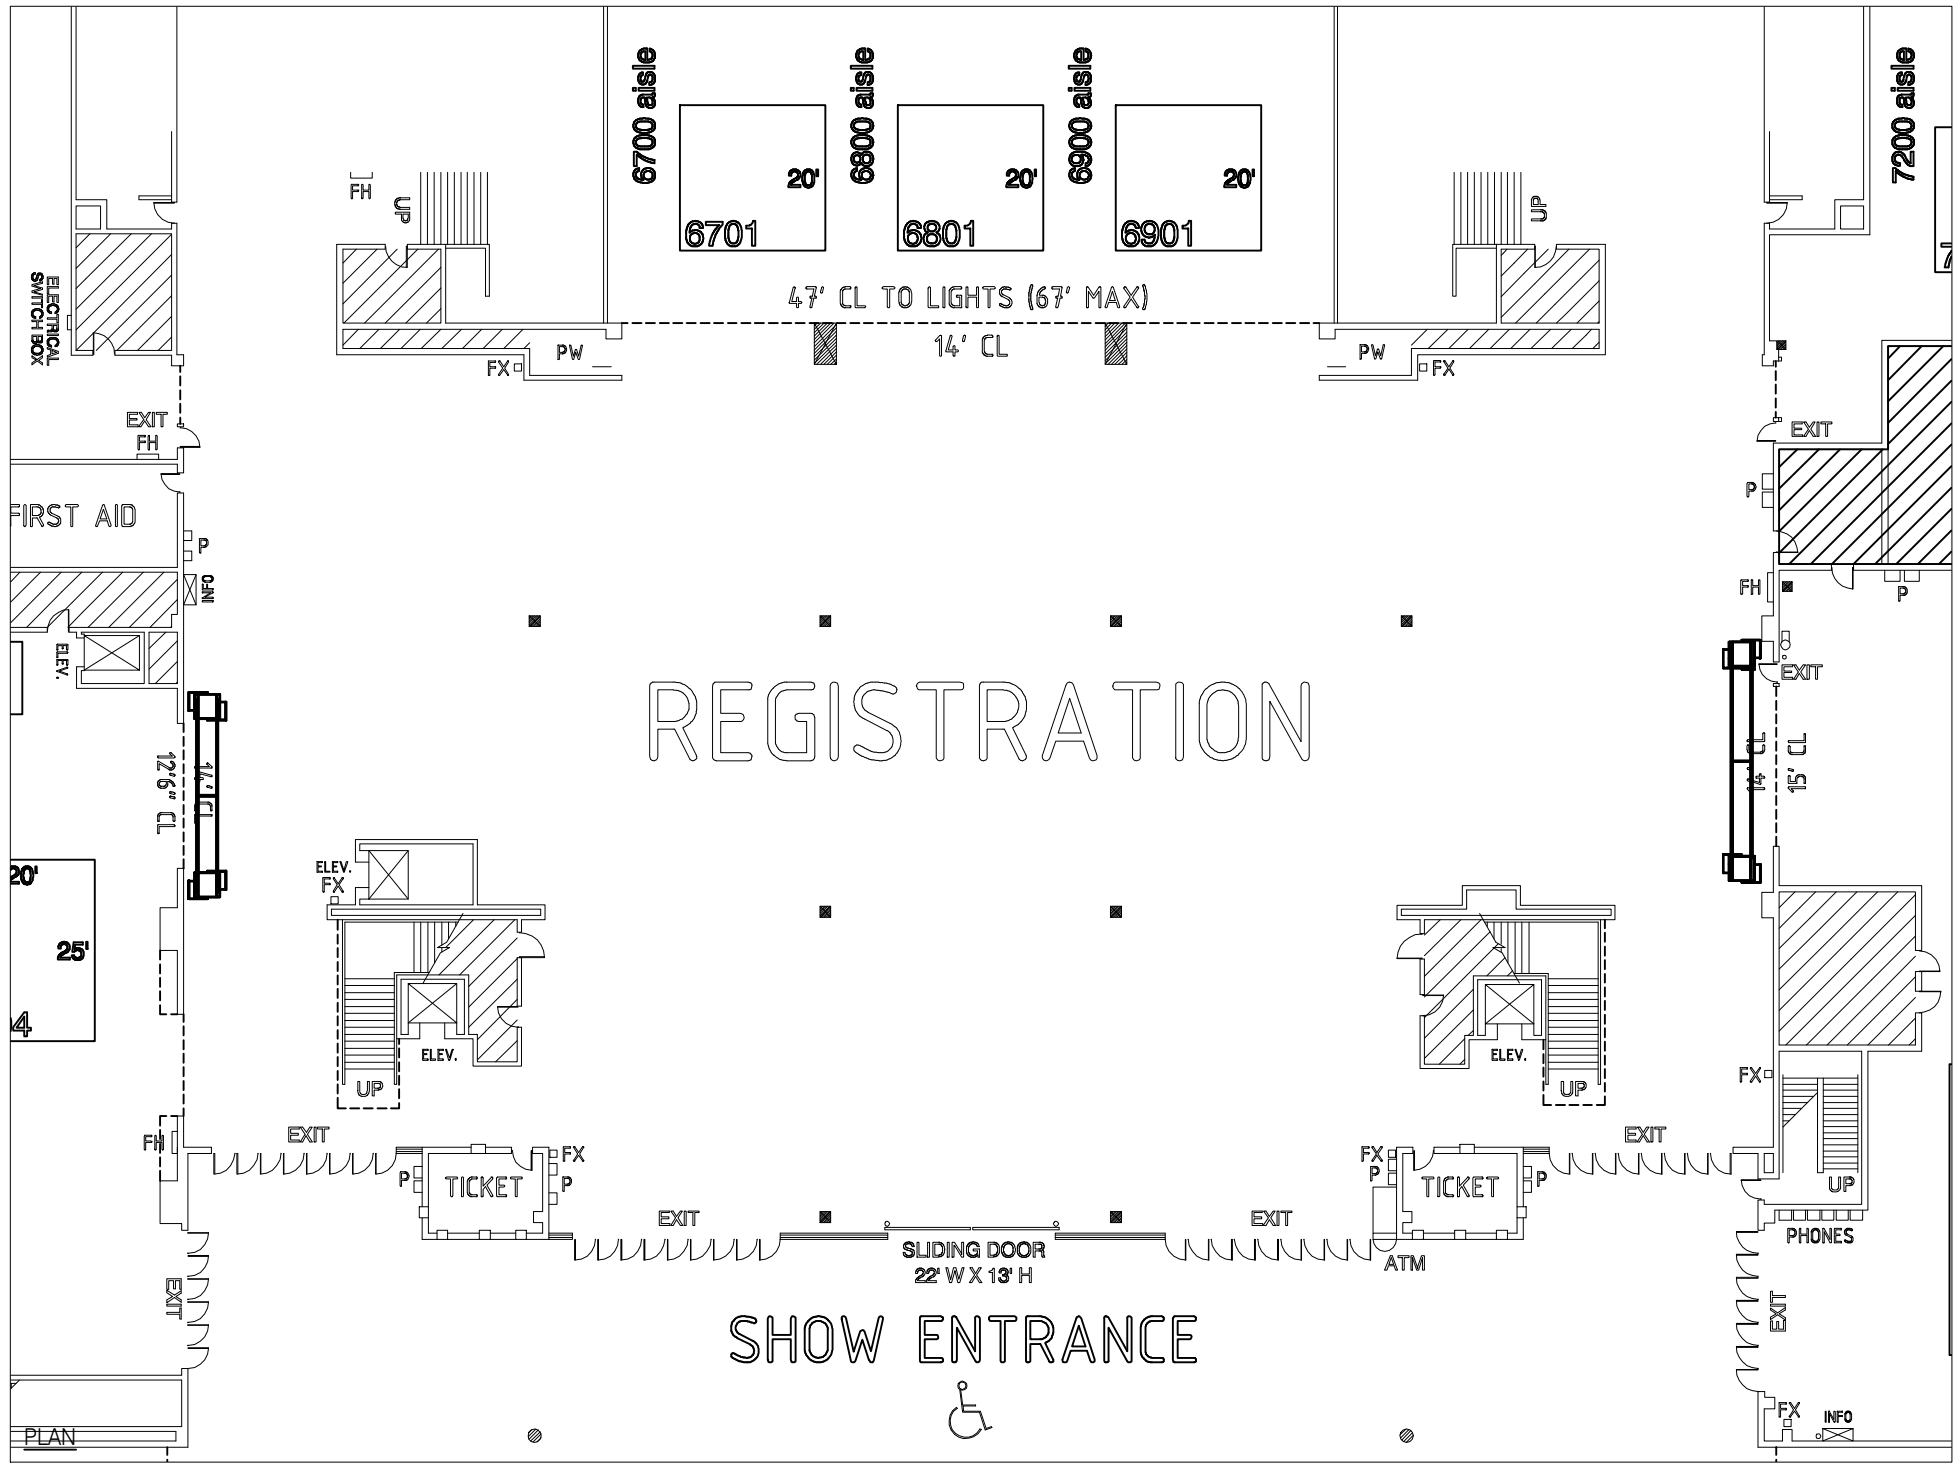 6700 aisle
6800 aisle
6900 aisle
7200 aisle
20'
20'
20'
FH
UP
UP
6701
6801
6901
ELECTRICAL
SWITCH BOX
47' CL TO LIGHTS (67' MAX)
14' CL
PW
PW
FX
FX
EXIT
FH
EXIT
P
FIRST AID
P
INFO
FH
P
ELEV.
EXIT
REGISTRATION
12'6" CL
14' CL
14' CL
15' CL
ELEV.
FX
20'
25'
ELEV.
ELEV.
UP
UP
FX
FH
EXIT
FX
FX
EXIT
P
TICKET
P
P
TICKET
P
UP
EXIT
EXIT
PHONES
SLIDING DOOR
22' W X 13' H
ATM
EXIT
EXIT
SHOW ENTRANCE
FX
INFO
PLAN